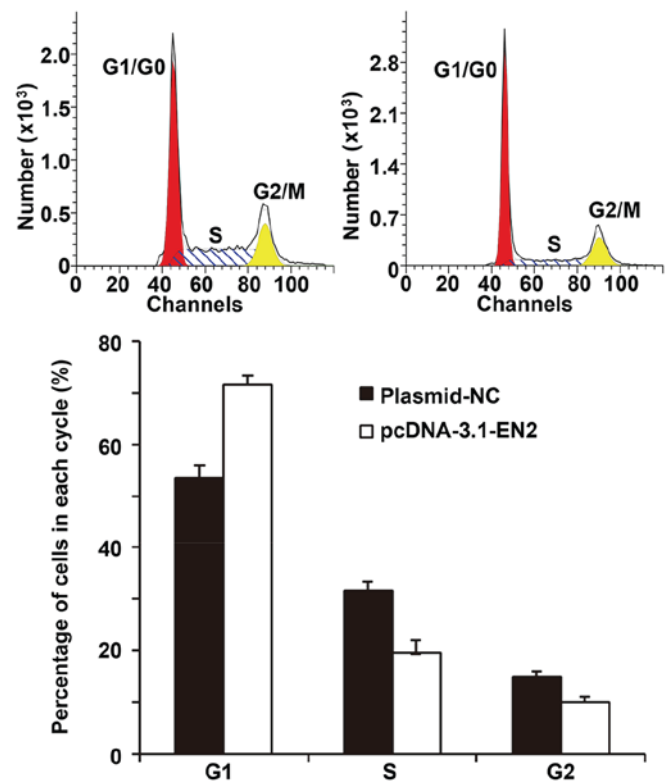 Number (x10³)
2.0
1.5
1.0
0.5
0
G1/G0
S
G2/M
0 20 40 60 80 100
Channels
Number (x10³)
2.8
2.1
1.4
0.7
0
G1/G0
S
G2/M
0 20 40 60 80 100
Channels
Percentage of cells in each cycle (%)
80
60
40
20
0
Plasmid-NC
pcDNA-3.1-EN2
G1 S G2